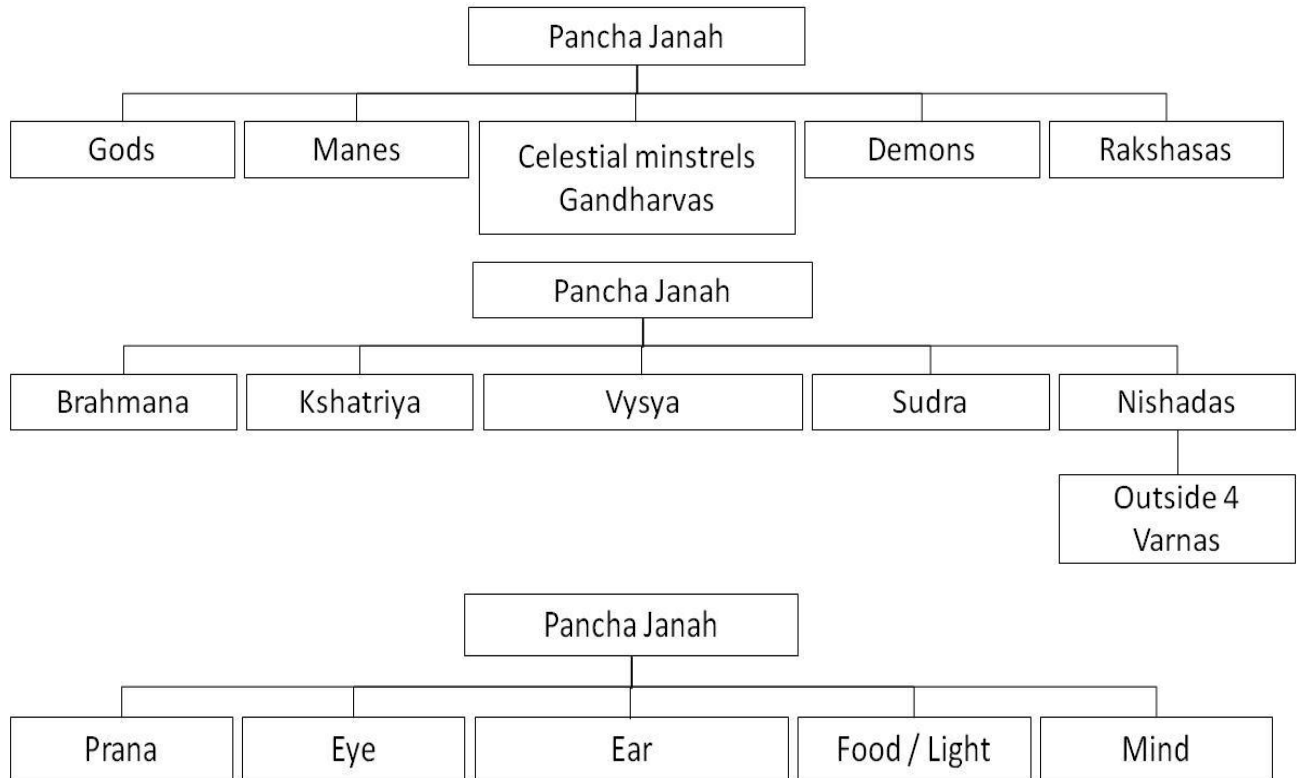 Pancha Janah
Gods
Manes
Celestial minstrels
Gandharvas
Demons
Rakshasas
Pancha Janah
Brahmana
Kshatriya
Vysya
Sudra
Nishadas
Outside 4
Varnas
Pancha Janah
Prana
Eye
Ear
Food / Light
Mind